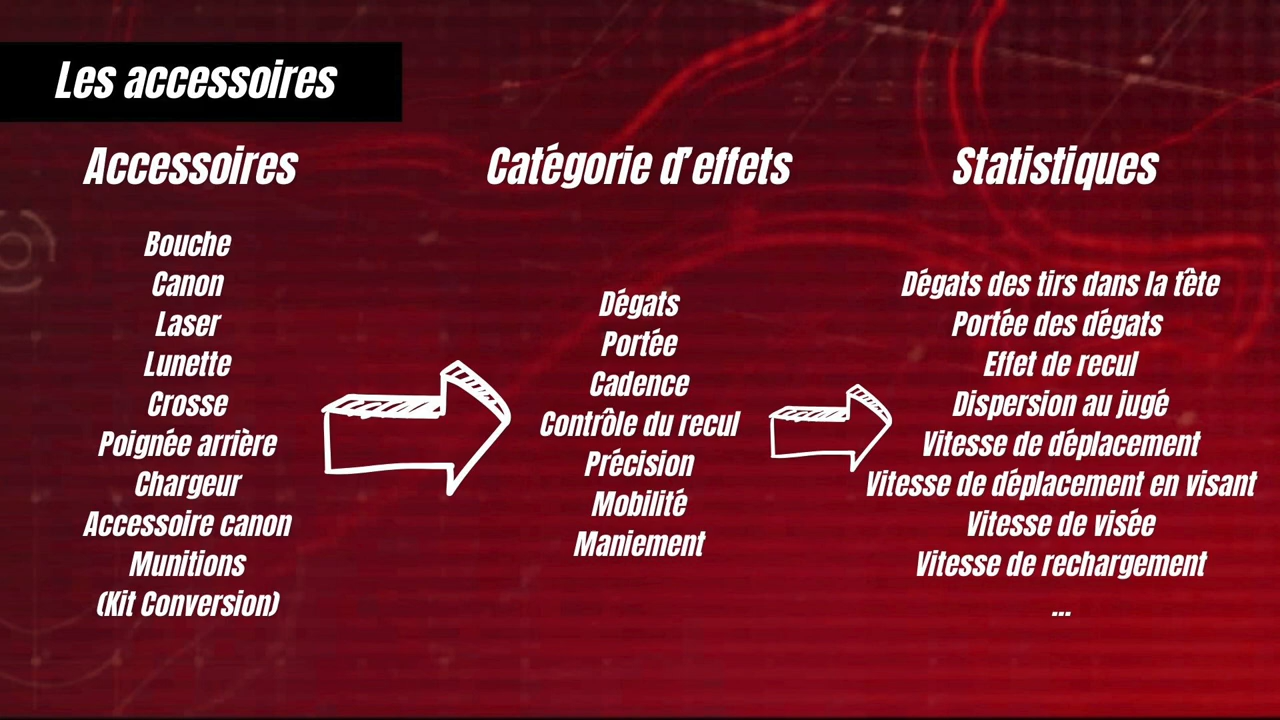 Les accessoires
Accessoires
Bouche
Canon
Laser
Lunette
Crosse
Poignée arrière
Chargeur
Accessoire canon
Munitions
(Kit Conversion)
Catégorie d'effets
Dégats
Portée
Cadence
Contrôle du recul
Précision
Mobilité
Maniement
Statistiques
Dégats des tirs dans la tête
Portée des dégats
Effet de recul
Dispersion au jugé
Vitesse de déplacement
Vitesse de déplacement en visant
Vitesse de visée
Vitesse de rechargement
...